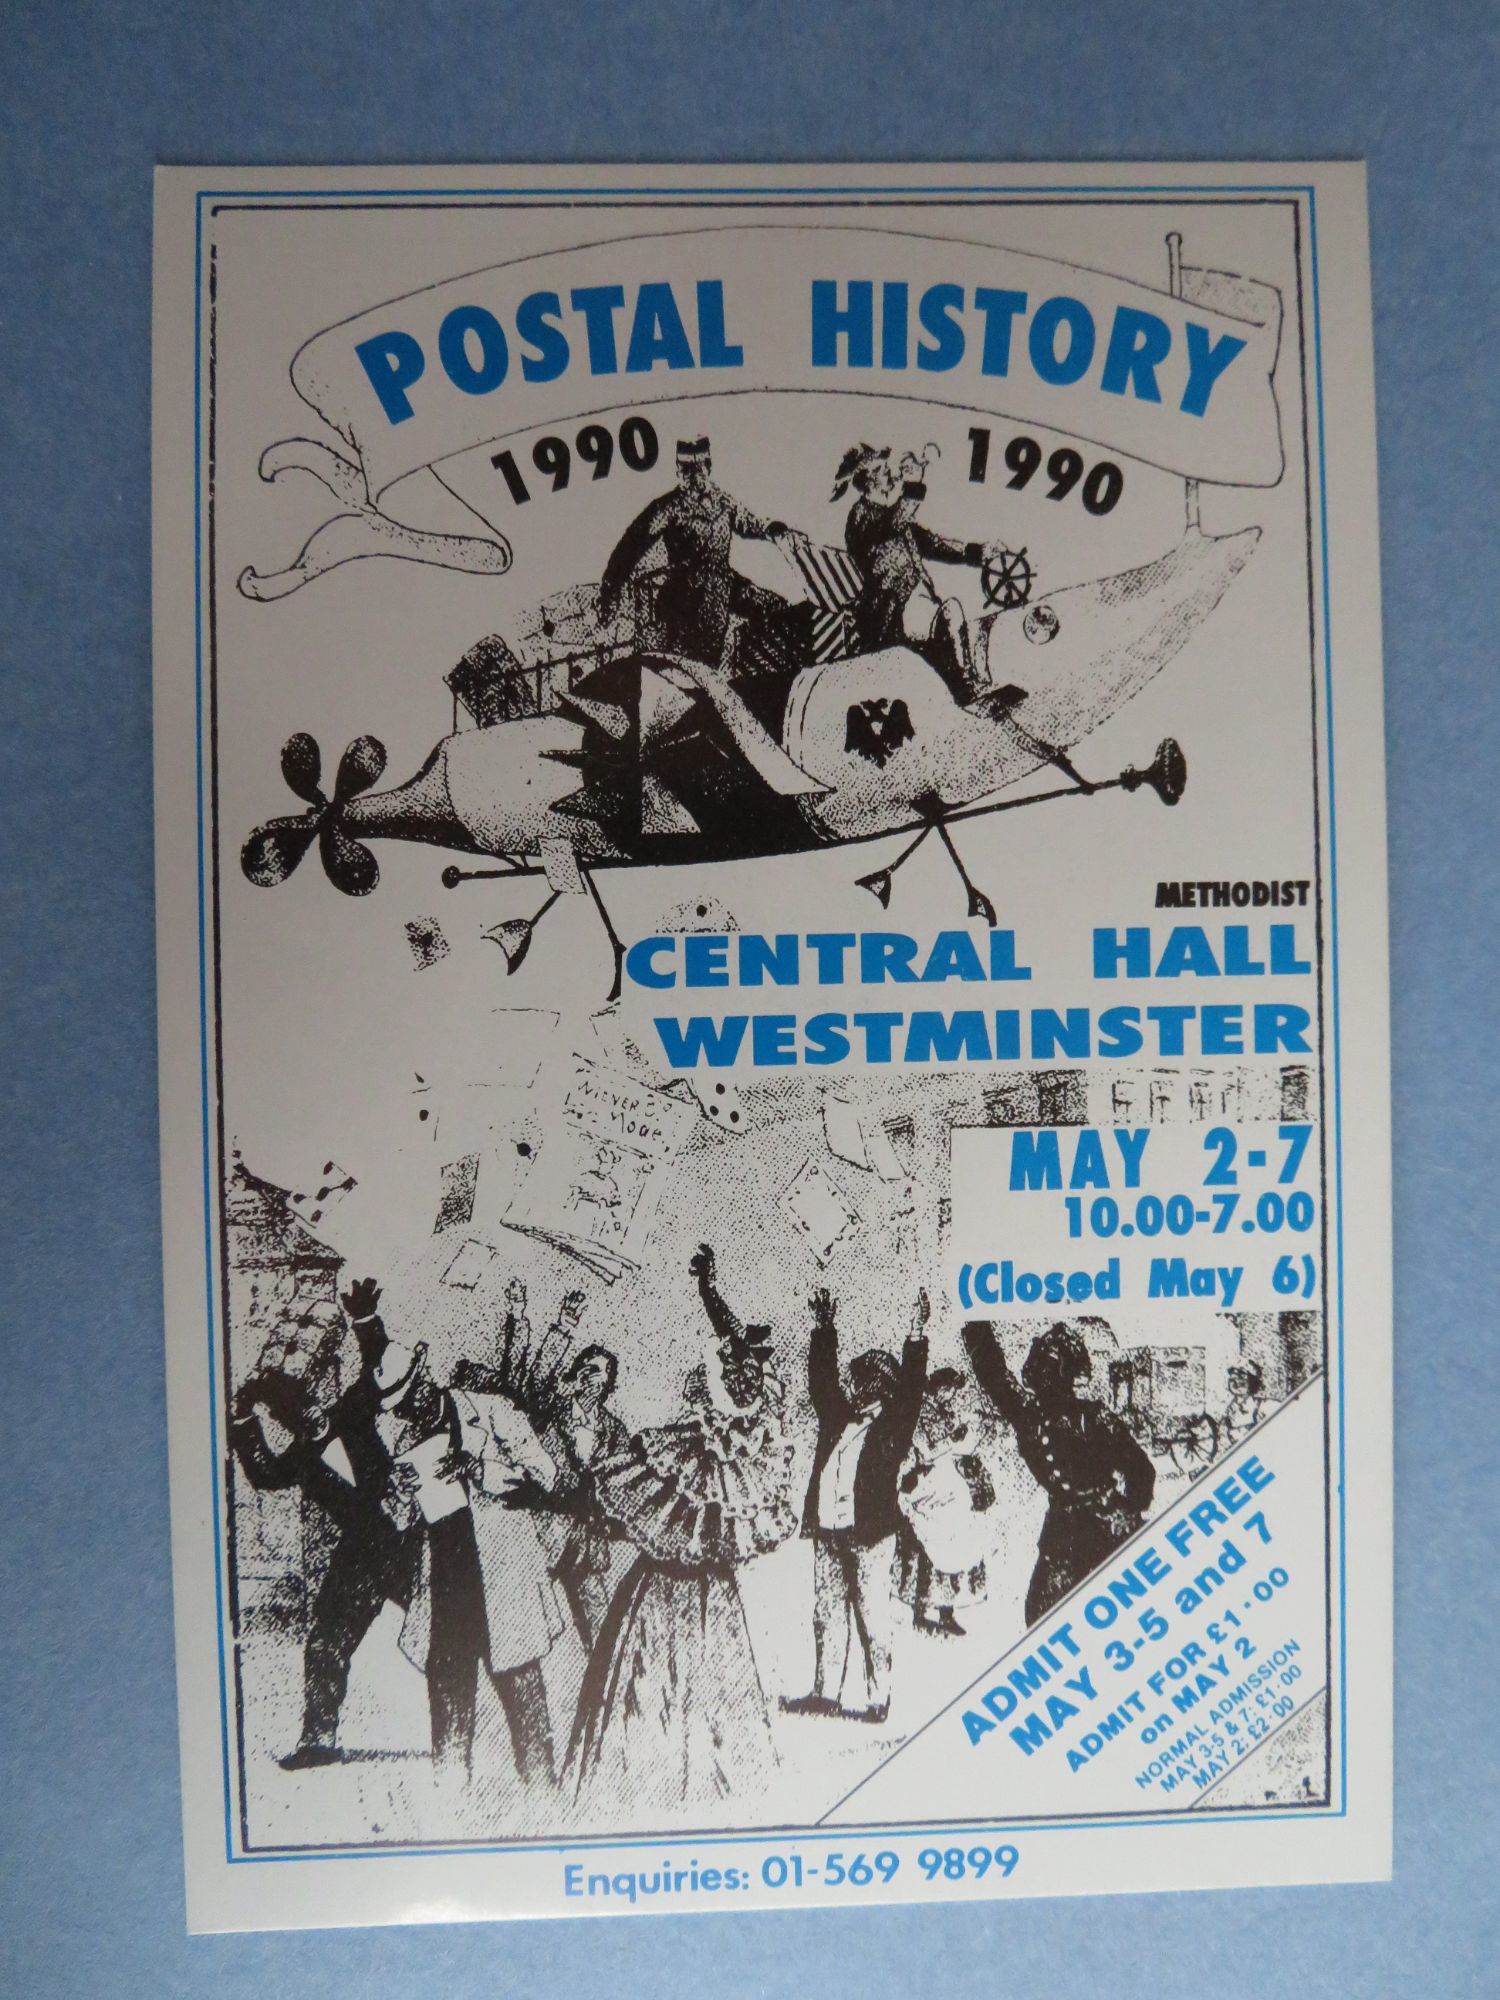 POSTAL HISTORY
1990 1990
METHODIST
CENTRAL HALL
WESTMINSTER
WIENER
Mode
MAY 2-7
10.00-7.00
(Closed May 6)
ADMIT ONE FREE
MAY 3-5 and 7
ADMIT FOR £1·00
on MAY 2
NORMAL ADMISSION
MAY 3-5 & 7: £1·00
MAY 2: £2·00
Enquiries: 01-569 9899